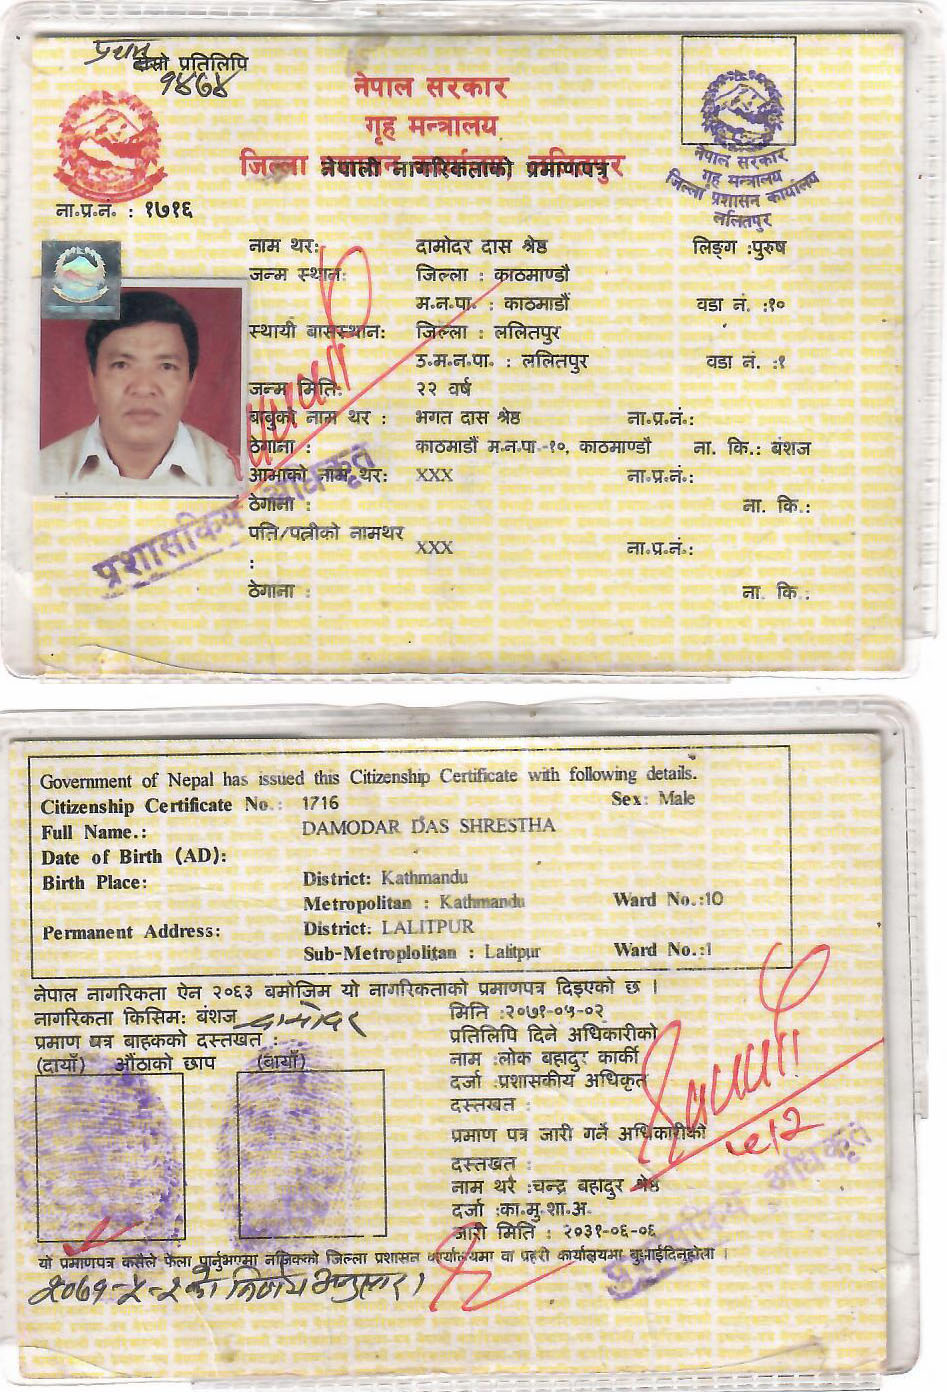 प्रथम
दोस्रो प्रतिलिपि
१४७४
नेपाल सरकार
गृह मन्त्रालय
जिल्ला प्रशासन कार्यालय ललितपुर
नेपाली नागरिकताको प्रमाणपत्र
नेपाल सरकार
गृह मन्त्रालय
जिल्ला प्रशासन कार्यालय
ललितपुर
ना.प्र.नं. : १७१६
नाम थर: दामोदर दास श्रेष्ठ लिङ्ग :पुरुष
जन्म स्थान: जिल्ला : काठमाण्डौ
म.न.पा. : काठमाडौं वडा नं. :१०
स्थायी बासस्थान: जिल्ला : ललितपुर
उ.म.न.पा. : ललितपुर वडा नं. :१
जन्म मिति: २२ वर्ष
बाबुको नाम थर : भगत दास श्रेष्ठ ना.प्र.नं.:
ठेगाना : काठमाडौं म.न.पा.-१०, काठमाण्डौ ना. कि.: बंशज
आमाको नाम थर: XXX ना.प्र.नं.:
ठेगाना : ना. कि.:
पति/पत्नीको नामथर
: XXX ना.प्र.नं.:
ठेगाना : ना. कि.:
प्रशासकिय अधिकृत
Government of Nepal has issued this Citizenship Certificate with following details.
Citizenship Certificate No.: 1716 Sex: Male
Full Name.: DAMODAR DAS SHRESTHA
Date of Birth (AD):
Birth Place: District: Kathmandu
Metropolitan : Kathmandu Ward No.:10
Permanent Address: District: LALITPUR
Sub-Metroplolitan : Lalitpur Ward No.:1
नेपाल नागरिकता ऐन २०६३ बमोजिम यो नागरिकताको प्रमाणपत्र दिइएको छ ।
नागरिकता किसिम: बंशज
दामोदर
प्रमाण पत्र बाहकको दस्तखत :
(दायाँ) औंठाको छाप (बायाँ)
मिति :२०७१-०५-०२
प्रतिलिपि दिने अधिकारीको
नाम :लोक बहादुर कार्की
दर्जा :प्रशासकीय अधिकृत
दस्तखत :
प्रमाण पत्र जारी गर्ने अधिकारीको
दस्तखत :
नाम थर :चन्द्र बहादुर श्रेष्ठ
दर्जा :का.मु.शा.अ.
जारी मिति : २०३१-०६-०६
५।२
प्रशासकिय अधिकृत
यो प्रमाणपत्र कसैले फेला पार्नुभएमा नजिकको जिल्ला प्रशासन कार्यालयमा वा प्रहरी कार्यालयमा बुझाईदिनुहोला ।
२०७१-५-२ को निर्णय अनुसार ।